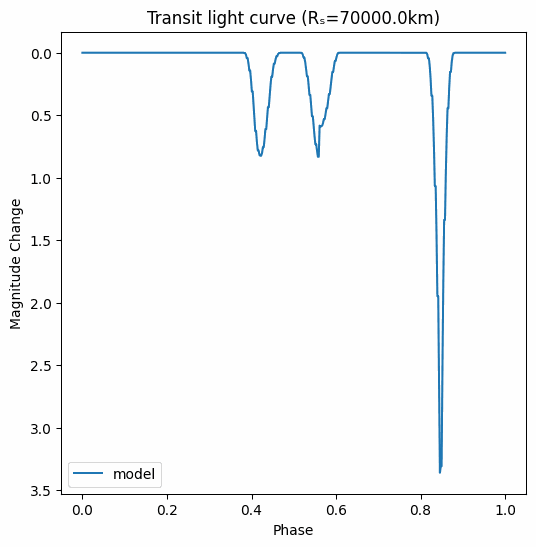 Transit light curve (Rₛ=70000.0km)
0.0
0.5
1.0
1.5
2.0
2.5
3.0
3.5
Magnitude Change
model
0.0 0.2 0.4 0.6 0.8 1.0
Phase